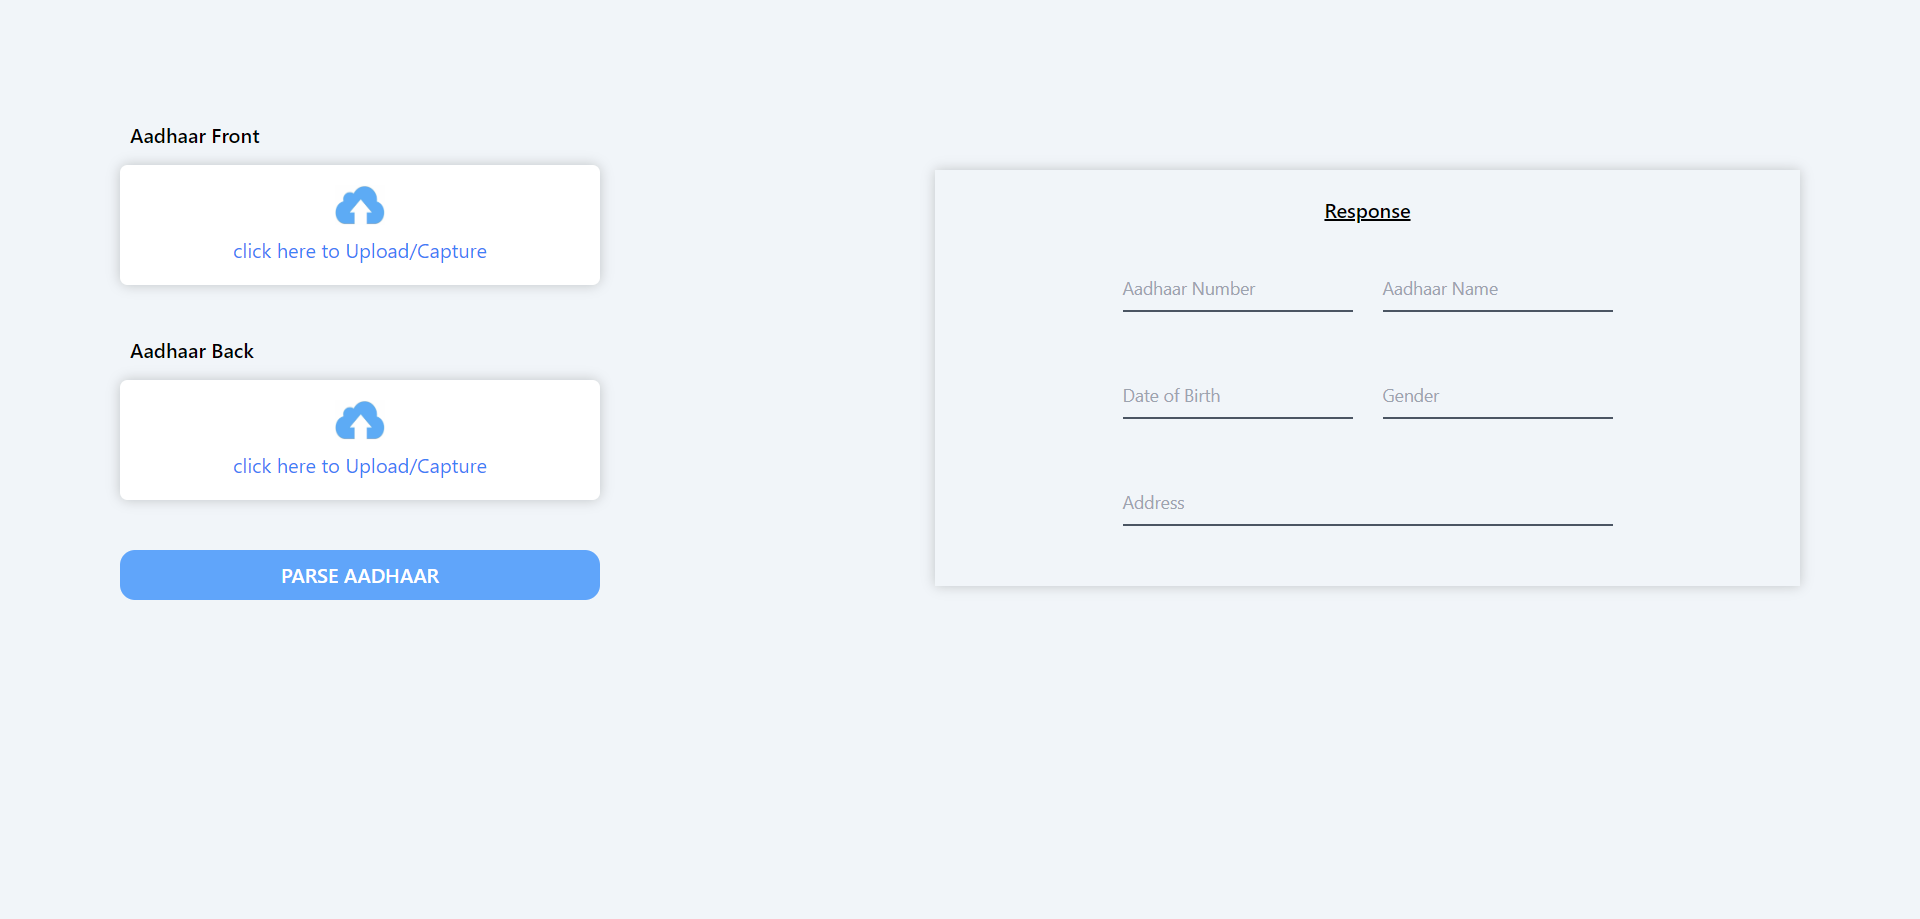 Aadhaar Front
click here to Upload/Capture
Aadhaar Back
click here to Upload/Capture
PARSE AADHAAR
Response
Aadhaar Number
Aadhaar Name
Date of Birth
Gender
Address